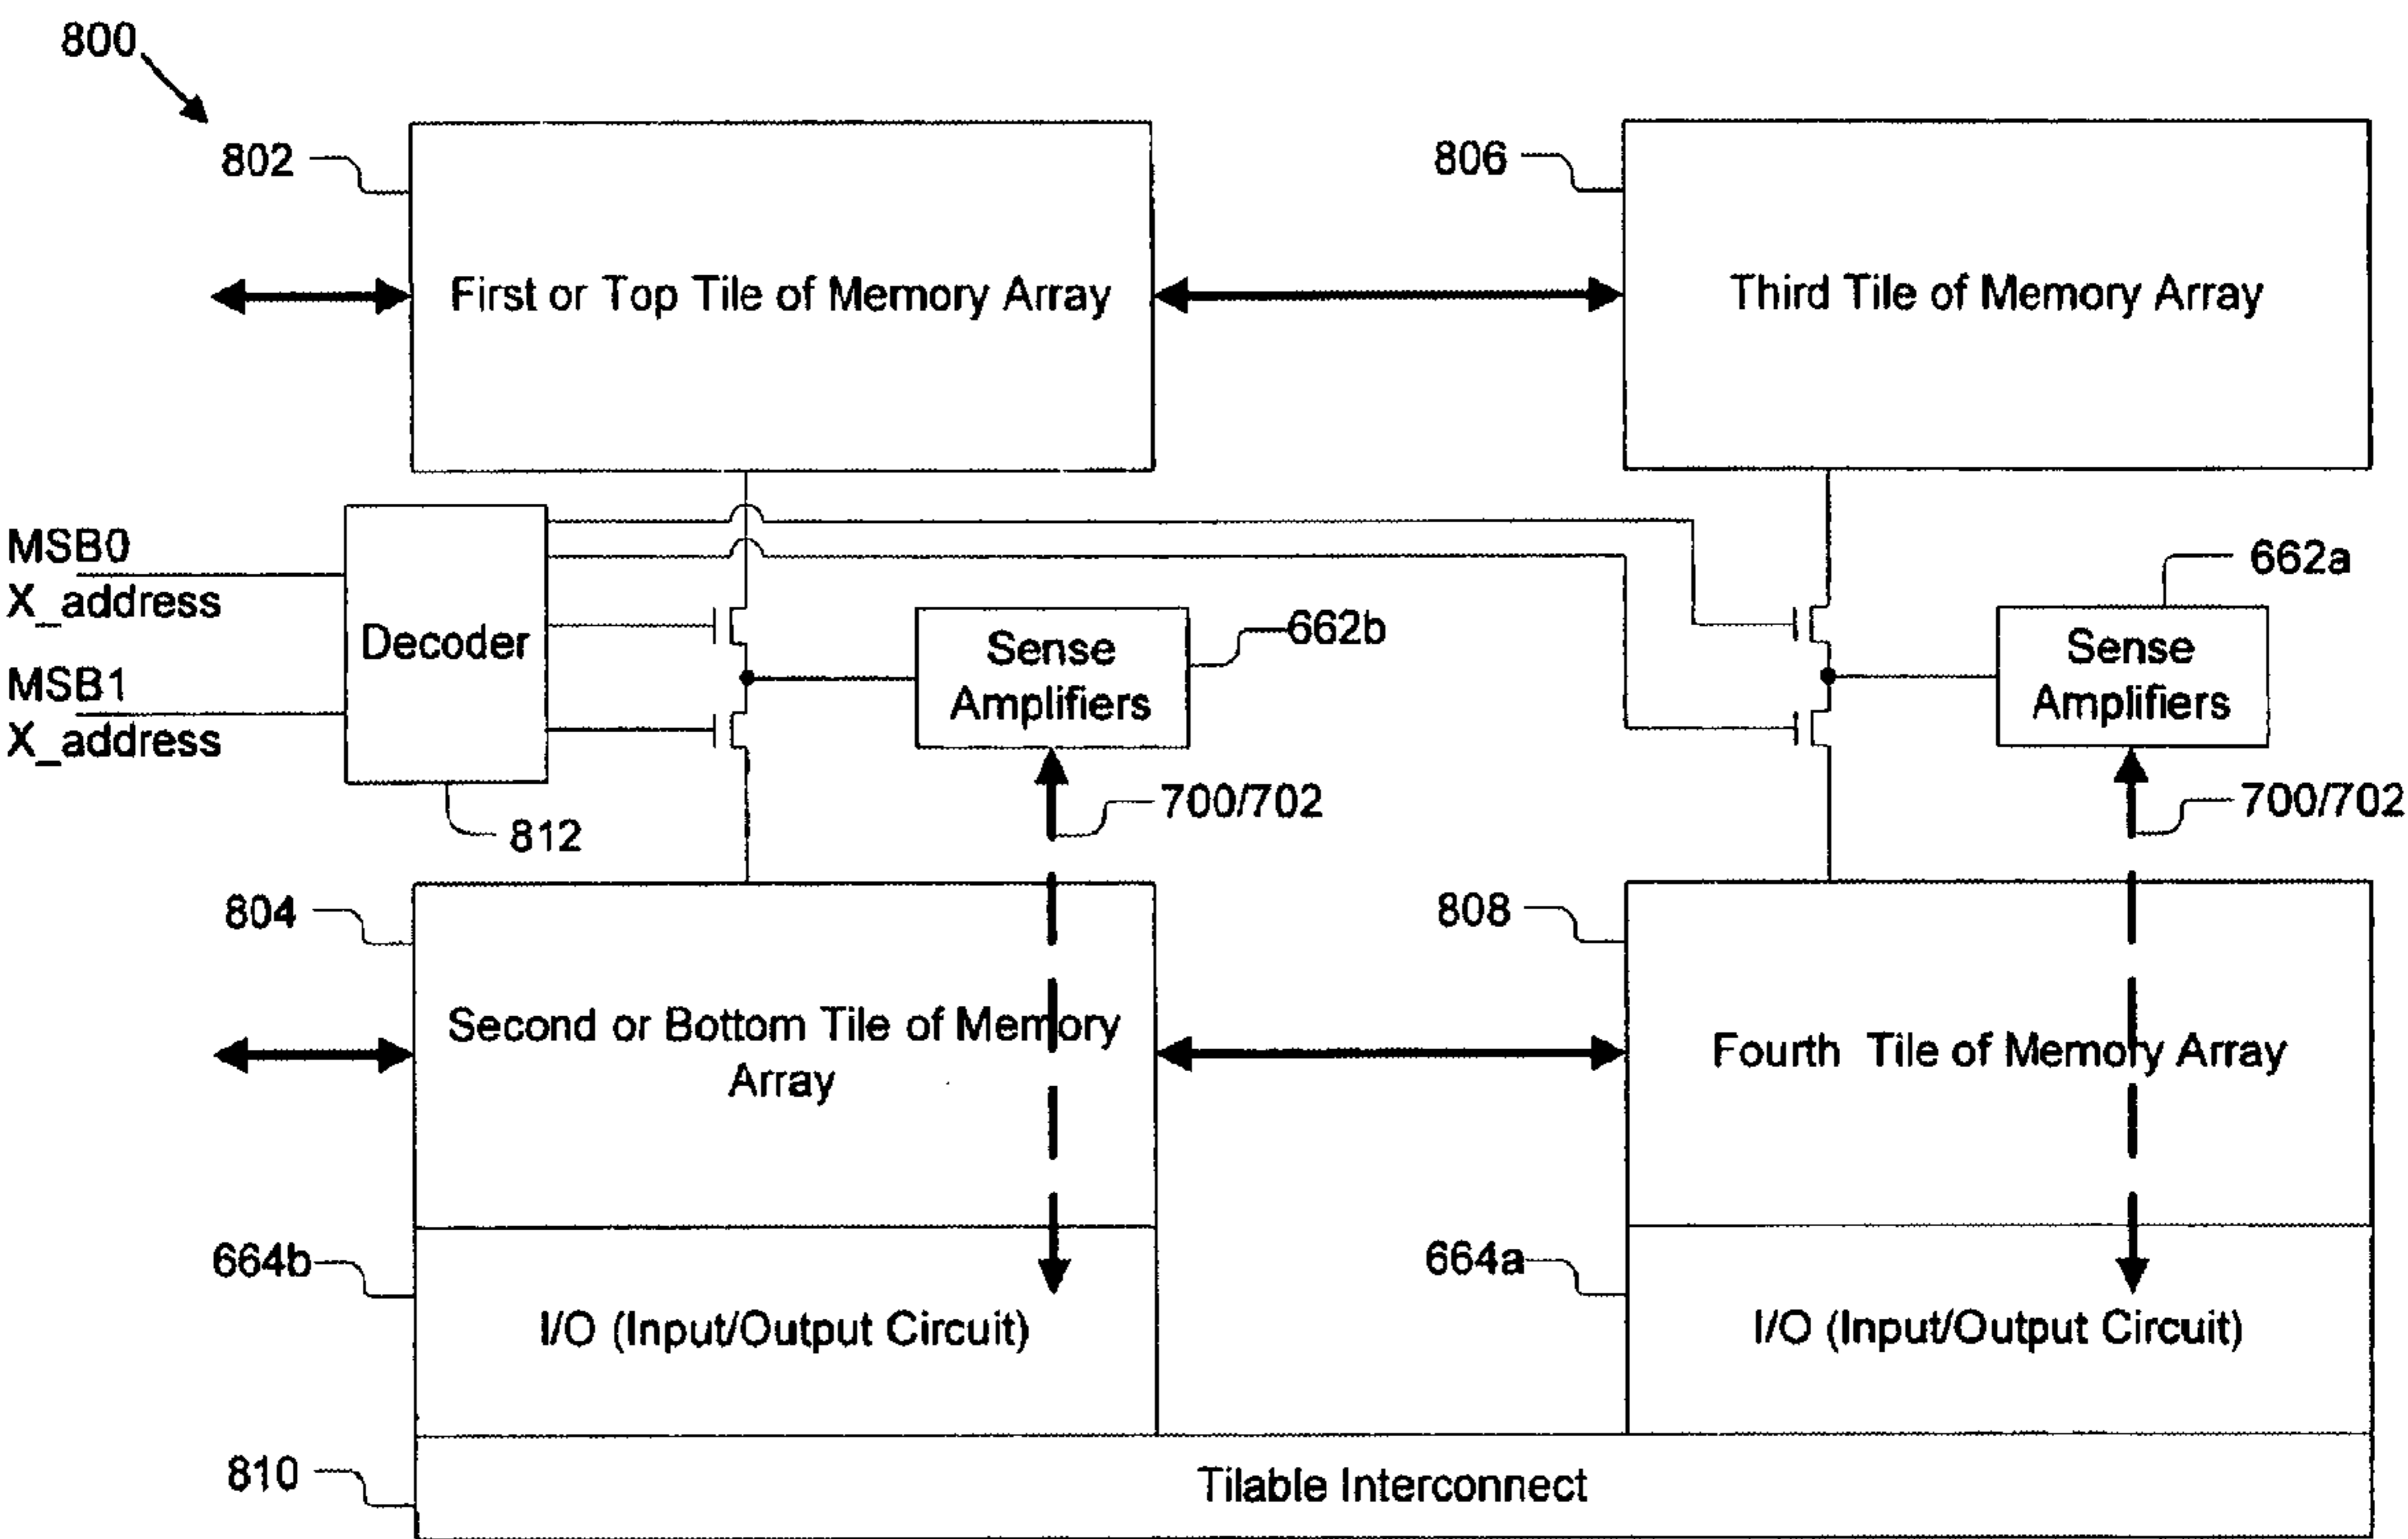 800
802
806
First or Top Tile of Memory Array
Third Tile of Memory Array
MSB0
X_address
MSB1
X_address
Decoder
812
Sense
Amplifiers
662b
Sense
Amplifiers
662a
700/702
700/702
804
808
Second or Bottom Tile of Memory
Array
Fourth Tile of Memory Array
664b
664a
I/O (Input/Output Circuit)
I/O (Input/Output Circuit)
810
Tilable Interconnect